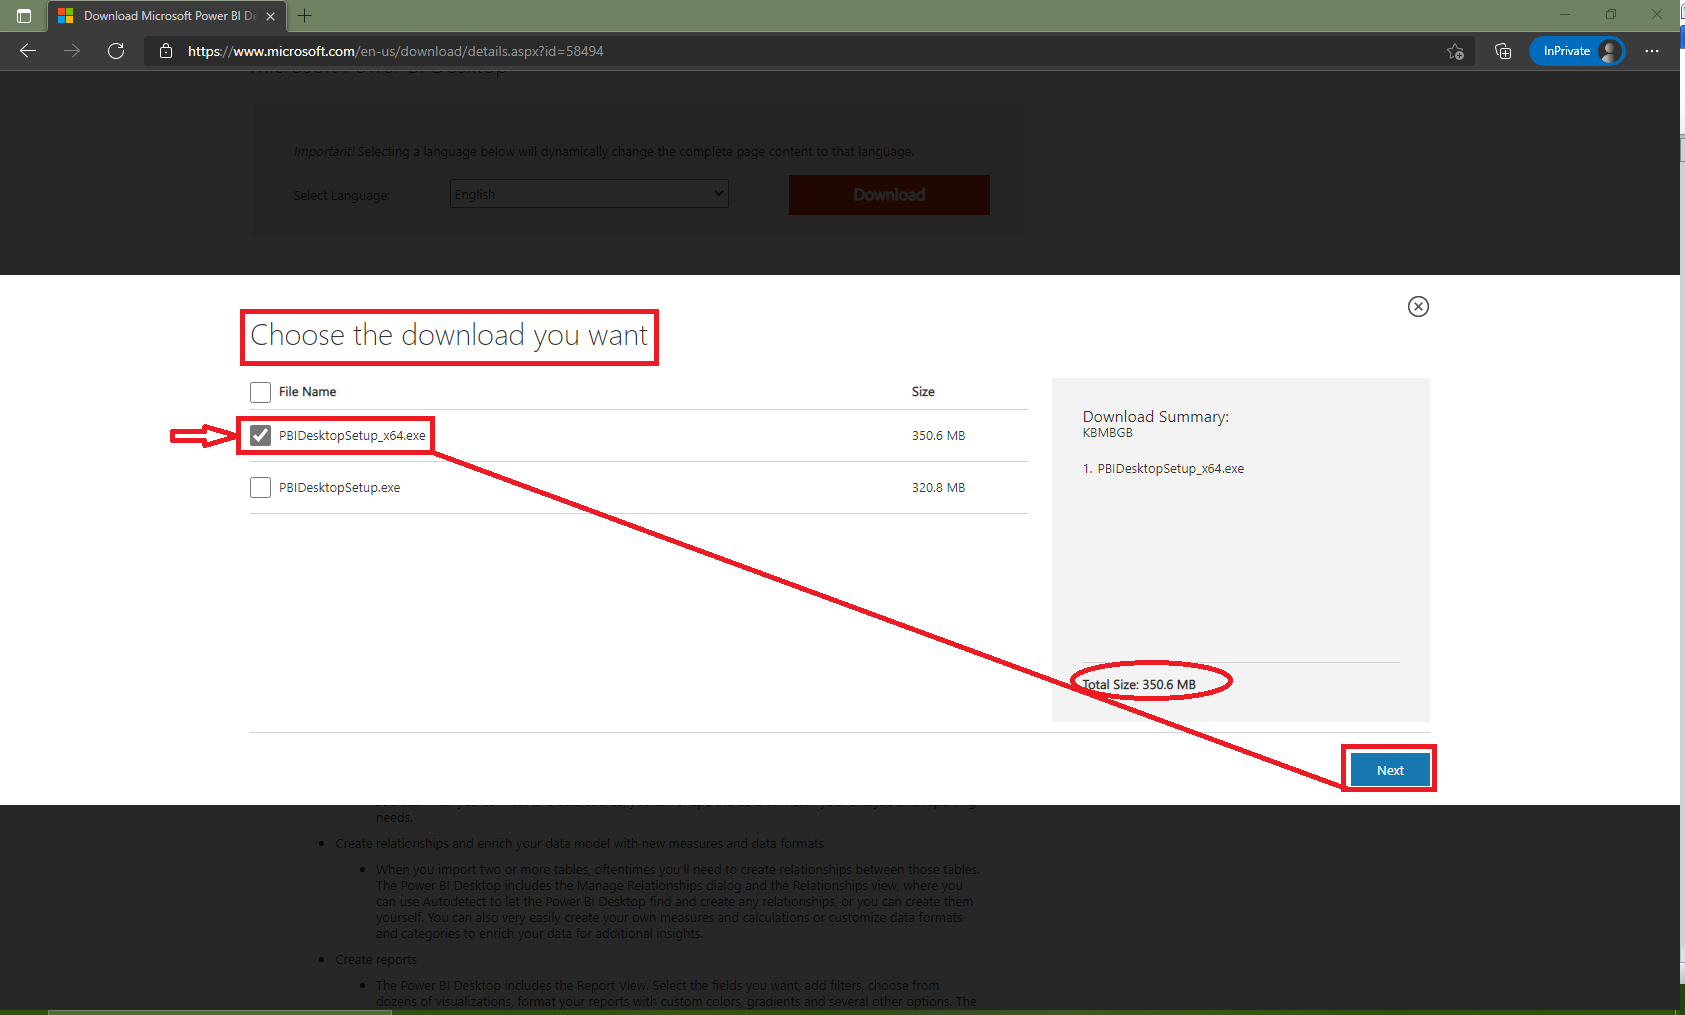 Download Microsoft Power BI De
https://www.microsoft.com/en-us/download/details.aspx?id=58494
InPrivate
Microsoft Power BI Desktop
Important! Selecting a language below will dynamically change the complete page content to that language.
Select Language:
English
Download
Choose the download you want
File Name
Size
PBIDesktopSetup_x64.exe
350.6 MB
PBIDesktopSetup.exe
320.8 MB
Download Summary:
KBMBGB
1. PBIDesktopSetup_x64.exe
Total Size: 350.6 MB
Next
needs.
Create relationships and enrich your data model with new measures and data formats
When you import two or more tables, oftentimes you'll need to create relationships between those tables.
The Power BI Desktop includes the Manage Relationships dialog and the Relationships view, where you
can use Autodetect to let the Power BI Desktop find and create any relationships, or you can create them
yourself. You can also very easily create your own measures and calculations or customize data formats
and categories to enrich your data for additional insights.
Create reports
The Power BI Desktop includes the Report View. Select the fields you want, add filters, choose from
dozens of visualizations, format your reports with custom colors, gradients and several other options. The